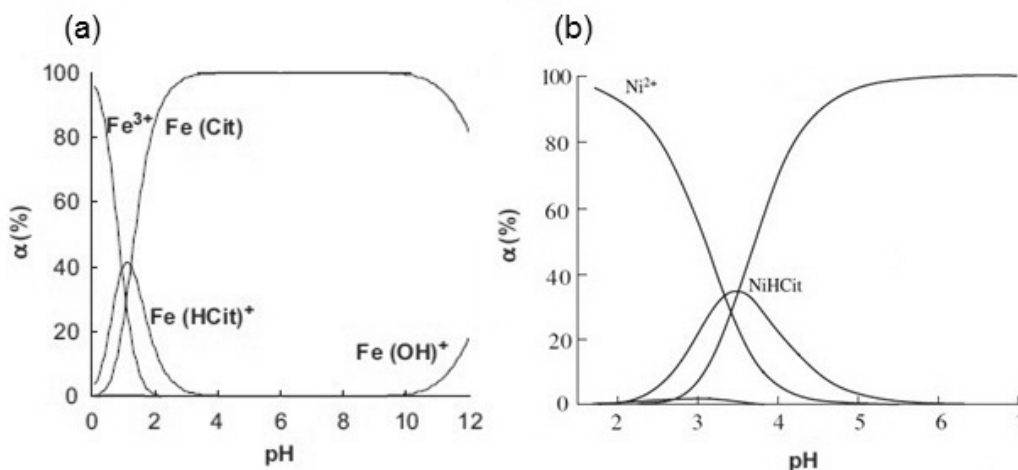 (a)
100
80
60
40
20
0
α (%)
Fe³⁺
Fe (Cit)
Fe (HCit)⁺
Fe (OH)⁺
0 2 4 6 8 10 12
pH
(b)
100
80
60
40
20
0
α (%)
Ni²⁺
NiHCit
2 3 4 5 6
pH